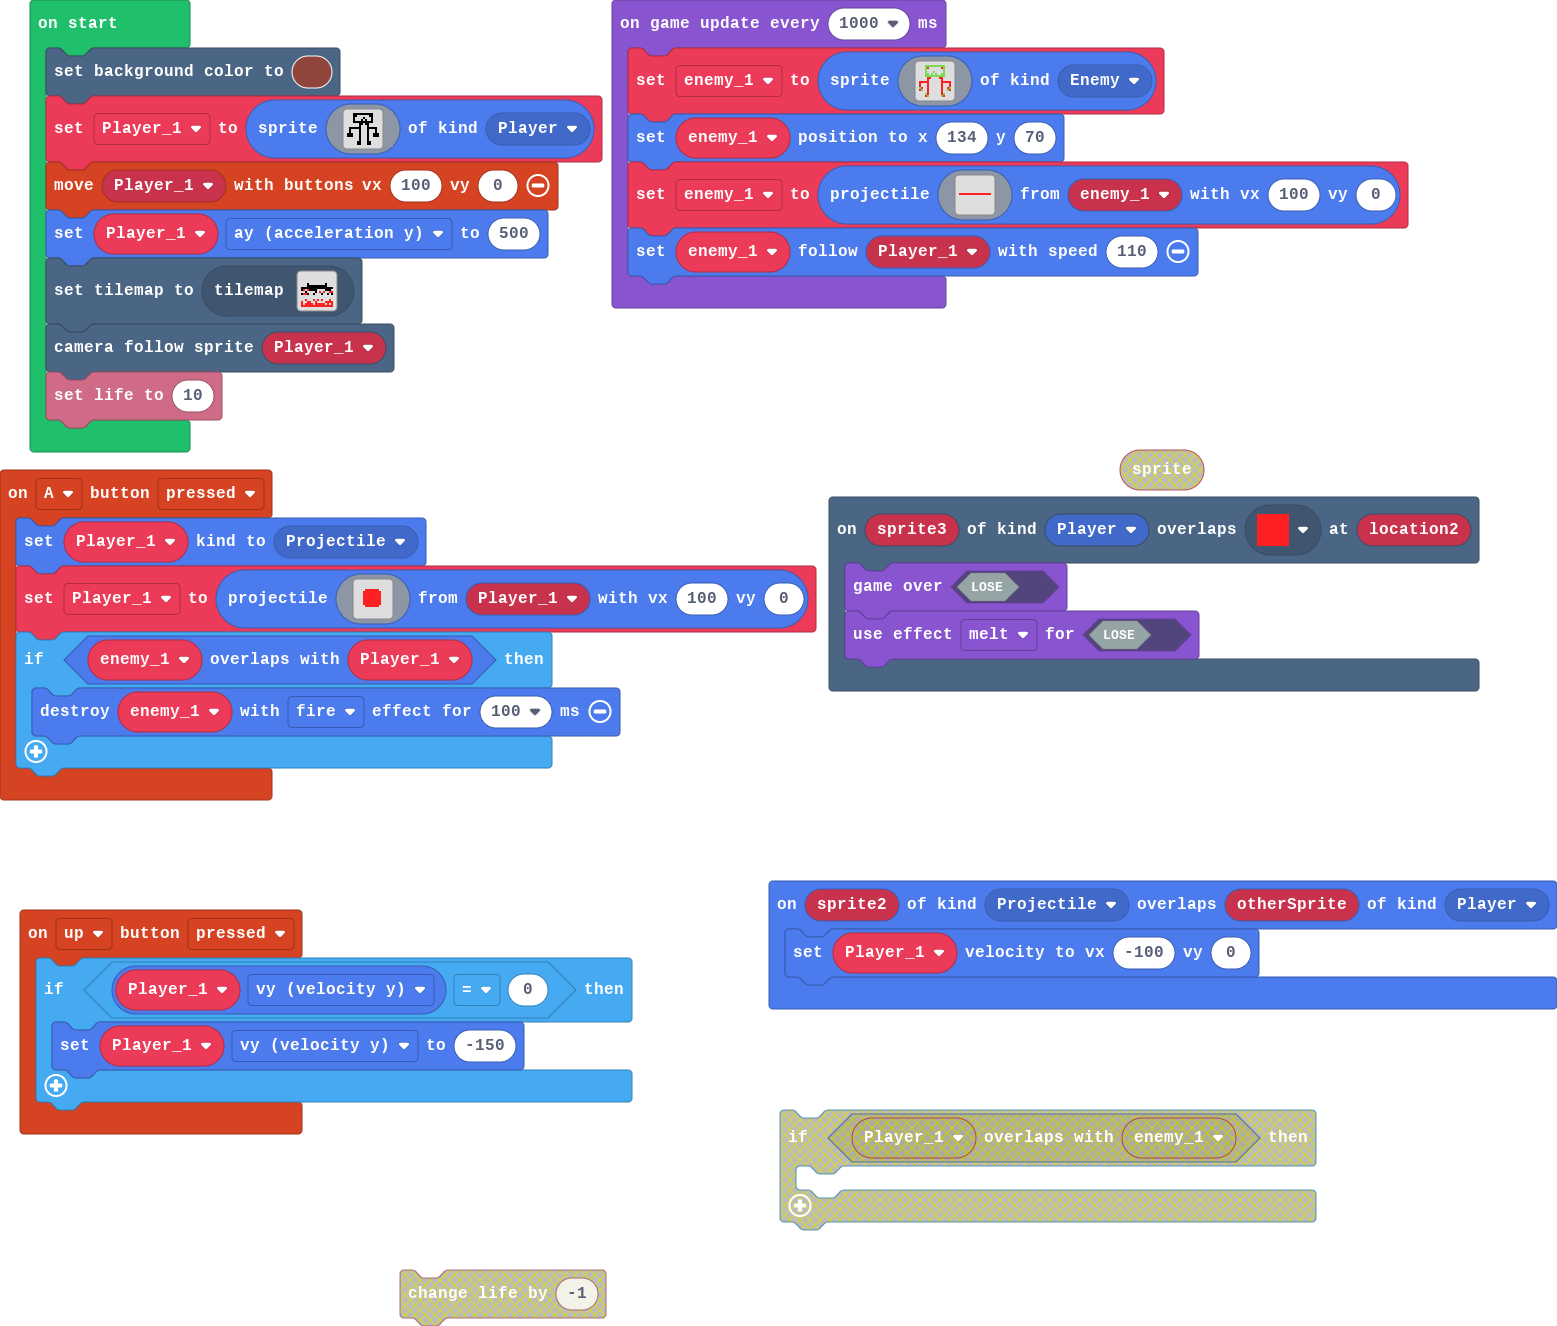 on start
set background color to
set Player_1 to sprite of kind Player
move Player_1 with buttons vx 100 vy 0
set Player_1 ay (acceleration y) to 500
set tilemap to tilemap
camera follow sprite Player_1
set life to 10
on game update every 1000 ms
set enemy_1 to sprite of kind Enemy
set enemy_1 position to x 134 y 70
set enemy_1 to projectile from enemy_1 with vx 100 vy 0
set enemy_1 follow Player_1 with speed 110
on A button pressed
set Player_1 kind to Projectile
set Player_1 to projectile from Player_1 with vx 100 vy 0
if enemy_1 overlaps with Player_1 then
destroy enemy_1 with fire effect for 100 ms
sprite
on sprite3 of kind Player overlaps at location2
game over LOSE
use effect melt for LOSE
on up button pressed
if Player_1 vy (velocity y) = 0 then
set Player_1 vy (velocity y) to -150
on sprite2 of kind Projectile overlaps otherSprite of kind Player
set Player_1 velocity to vx -100 vy 0
if Player_1 overlaps with enemy_1 then
change life by -1